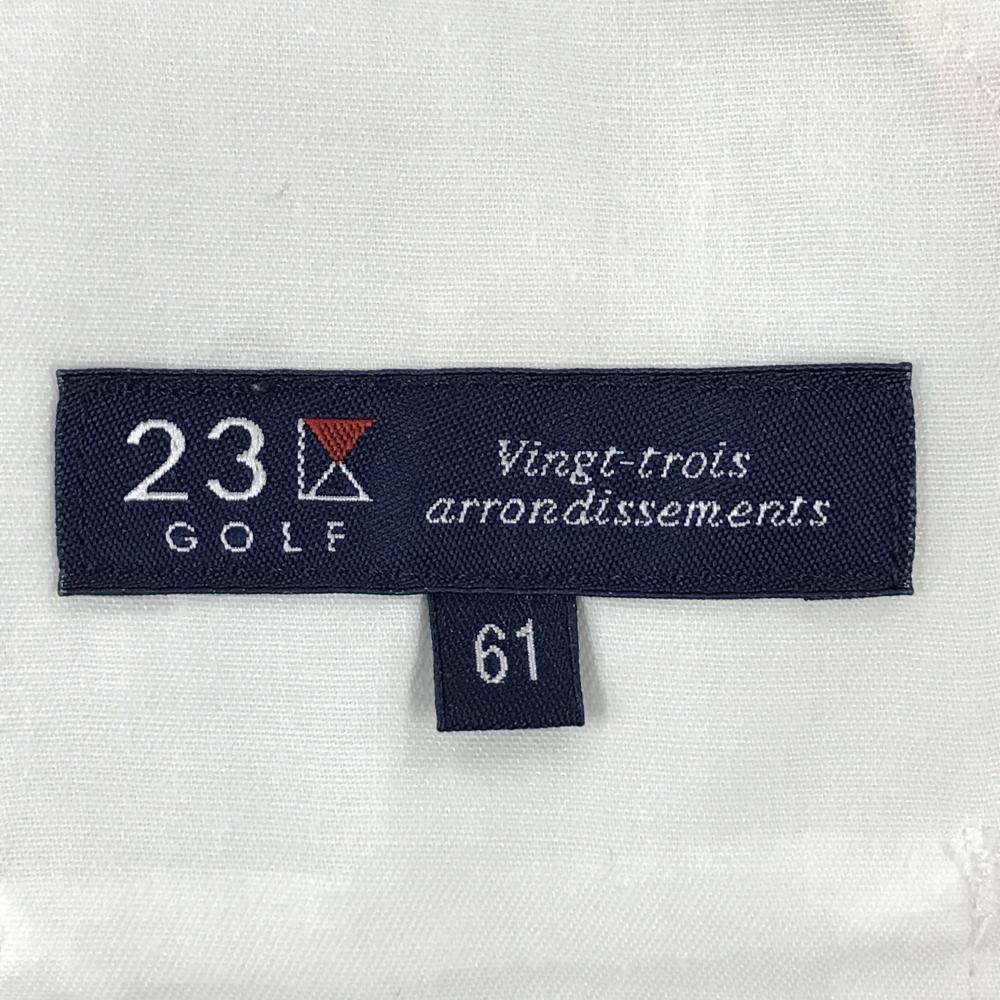 23
GOLF
Vingt-trois
arrondissements
61